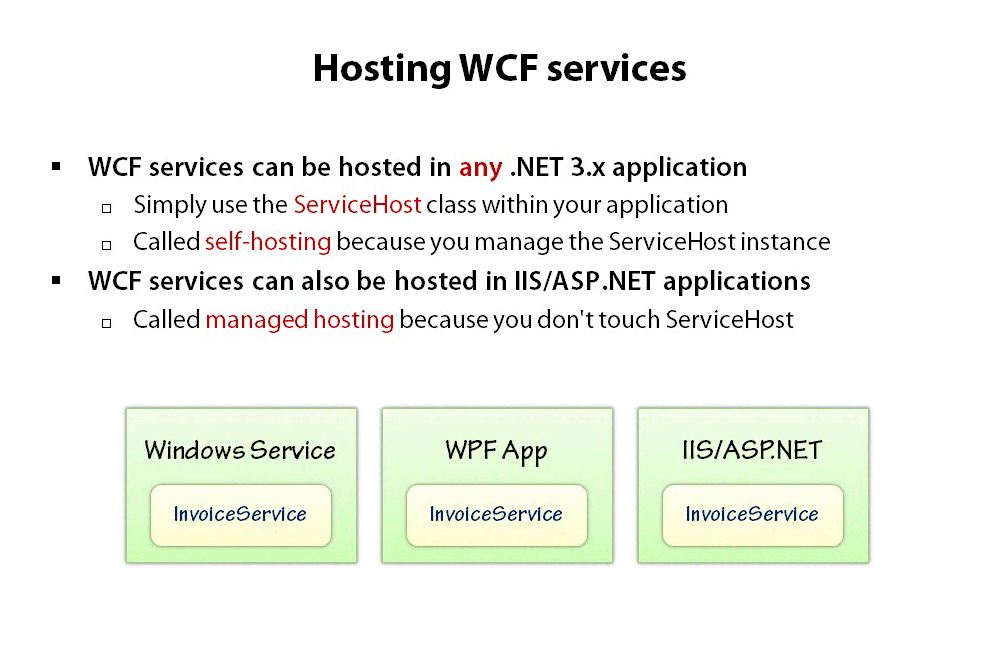 Hosting WCF services
▪ WCF services can be hosted in any .NET 3.x application
□ Simply use the ServiceHost class within your application
□ Called self-hosting because you manage the ServiceHost instance
▪ WCF services can also be hosted in IIS/ASP.NET applications
□ Called managed hosting because you don't touch ServiceHost
Windows Service
InvoiceService
WPF App
InvoiceService
IIS/ASP.NET
InvoiceService